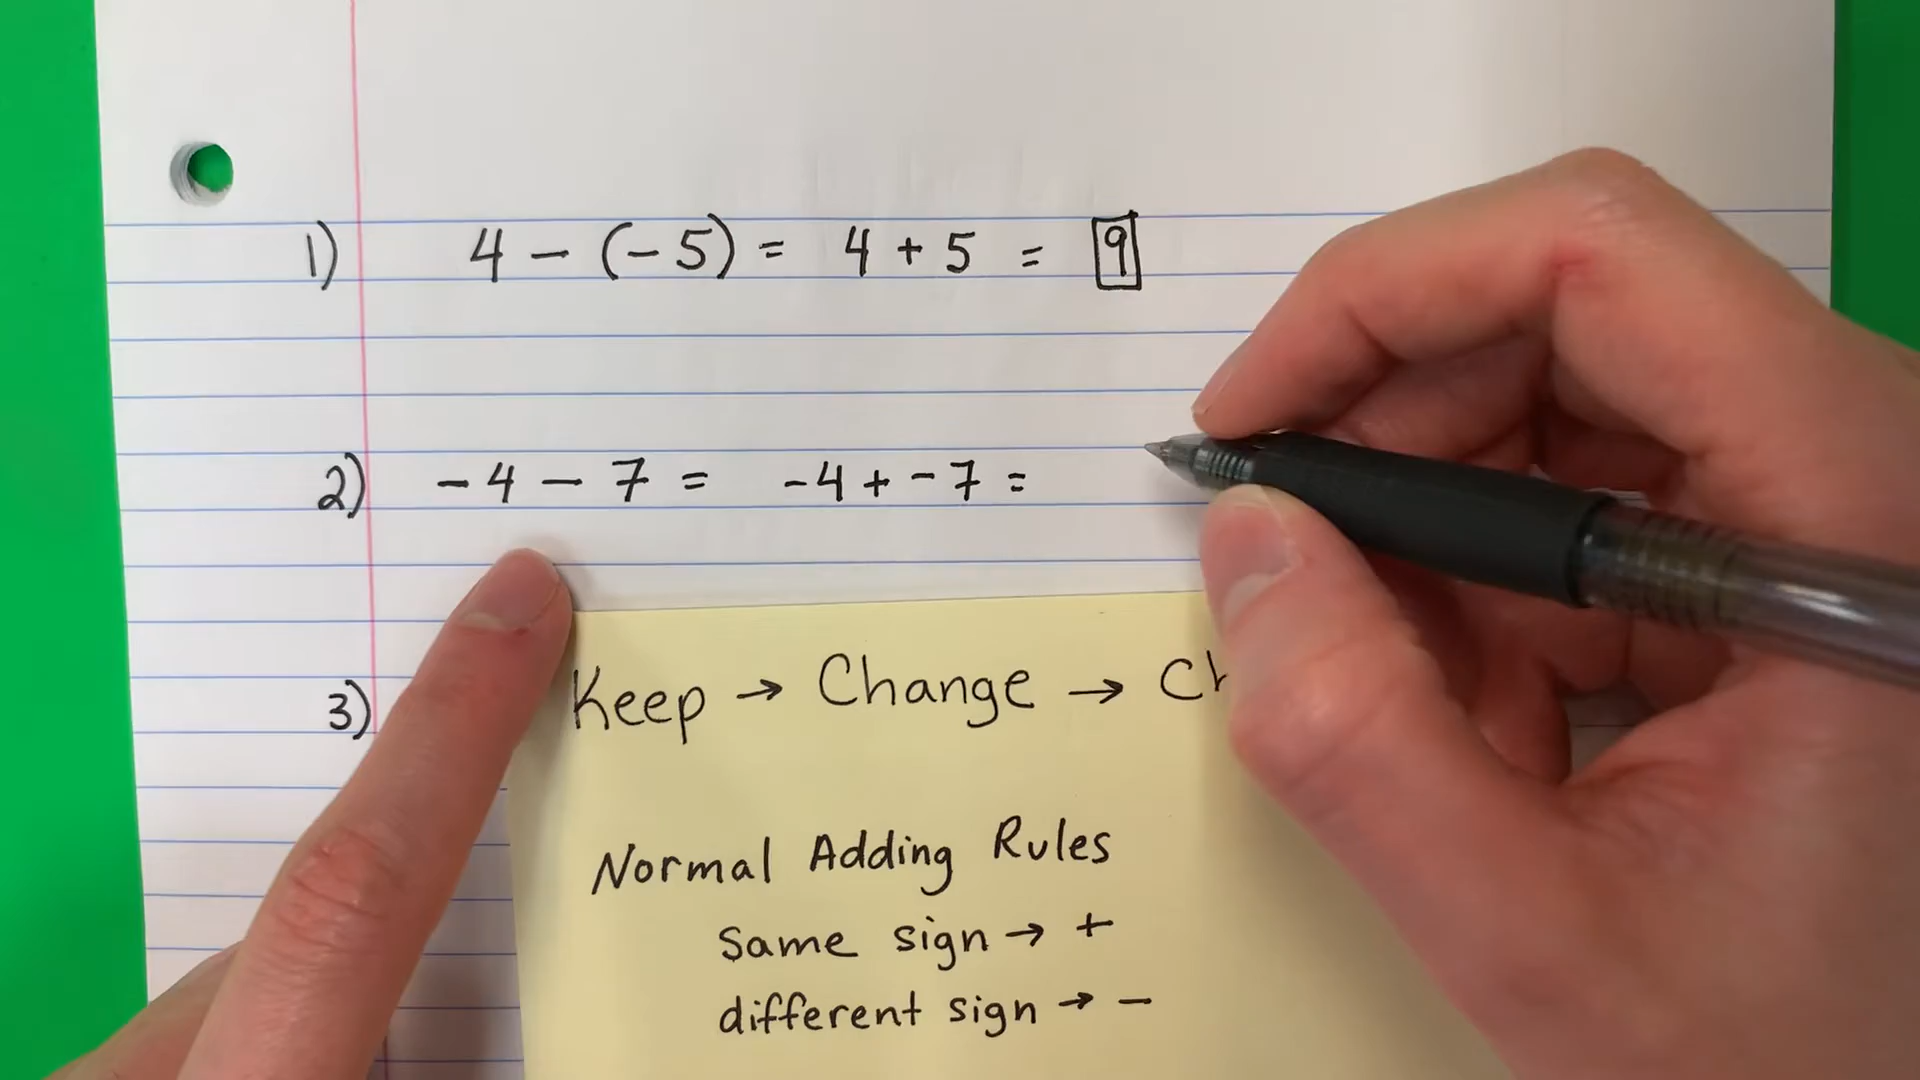 1) 4 - (-5) = 4 + 5 = 9
2) -4 - 7 = -4 + -7 =
3)
Keep → Change →
Normal Adding Rules
Same sign → +
different sign → -